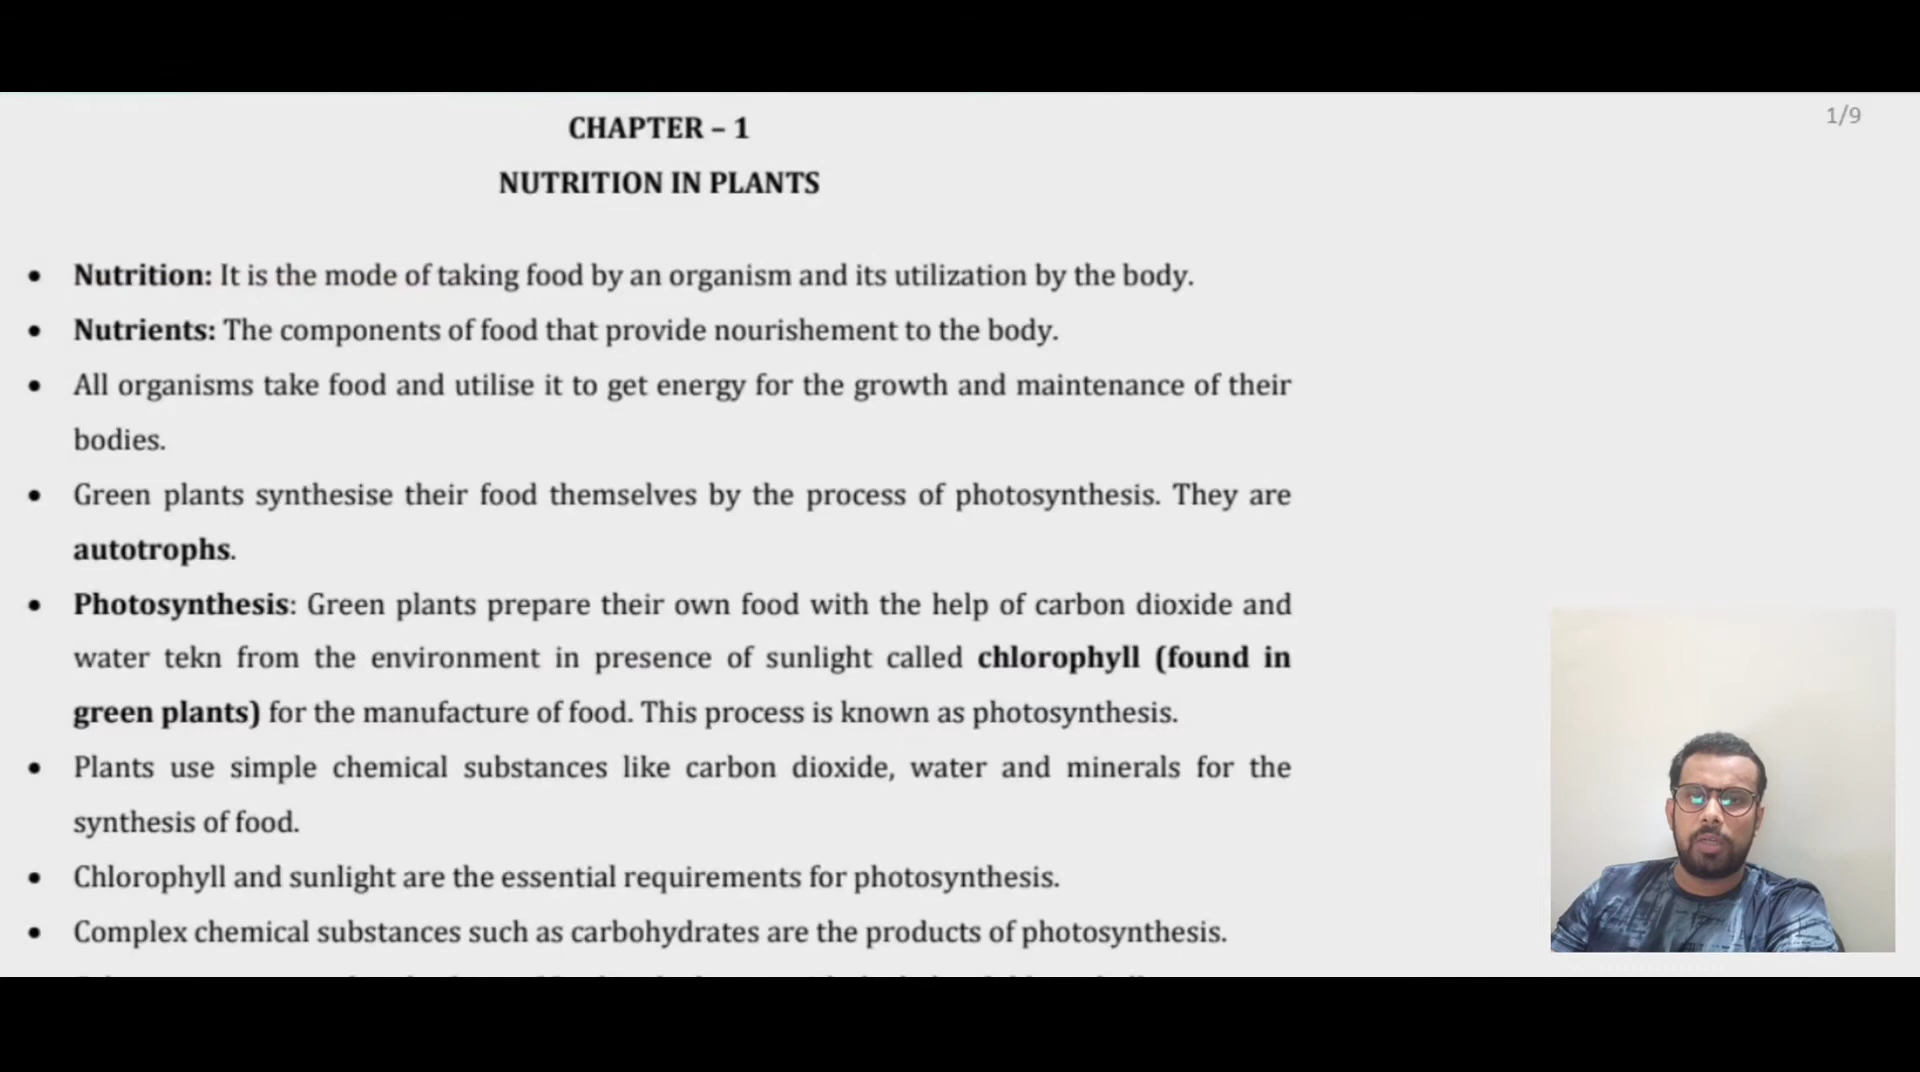 CHAPTER – 1
1/9
NUTRITION IN PLANTS
• Nutrition: It is the mode of taking food by an organism and its utilization by the body.
• Nutrients: The components of food that provide nourishement to the body.
• All organisms take food and utilise it to get energy for the growth and maintenance of their
bodies.
• Green plants synthesise their food themselves by the process of photosynthesis. They are
autotrophs.
• Photosynthesis: Green plants prepare their own food with the help of carbon dioxide and
water tekn from the environment in presence of sunlight called chlorophyll (found in
green plants) for the manufacture of food. This process is known as photosynthesis.
• Plants use simple chemical substances like carbon dioxide, water and minerals for the
synthesis of food.
• Chlorophyll and sunlight are the essential requirements for photosynthesis.
• Complex chemical substances such as carbohydrates are the products of photosynthesis.